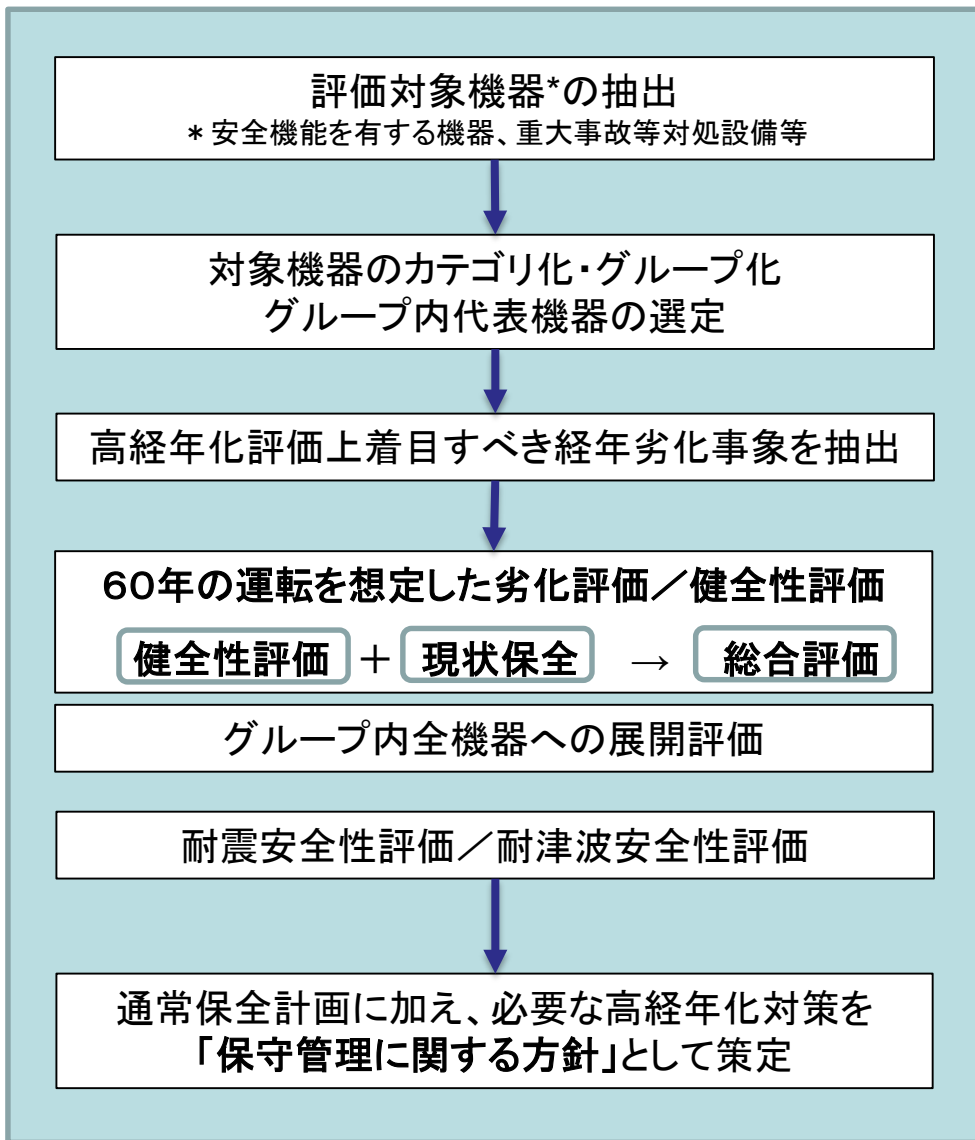 評価対象機器*の抽出
*安全機能を有する機器、重大事故等対処設備等
対象機器のカテゴリ化・グループ化
グループ内代表機器の選定
高経年化評価上着目すべき経年劣化事象を抽出
60年の運転を想定した劣化評価／健全性評価
健全性評価 ＋ 現状保全 → 総合評価
グループ内全機器への展開評価
耐震安全性評価／耐津波安全性評価
通常保全計画に加え、必要な高経年化対策を
「保守管理に関する方針」として策定